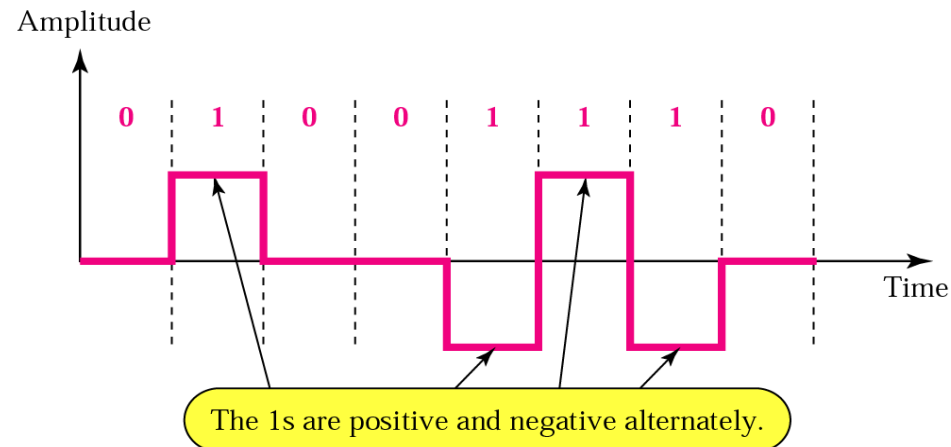 Amplitude
0 1 0 0 1 1 1 0
Time
The 1s are positive and negative alternately.